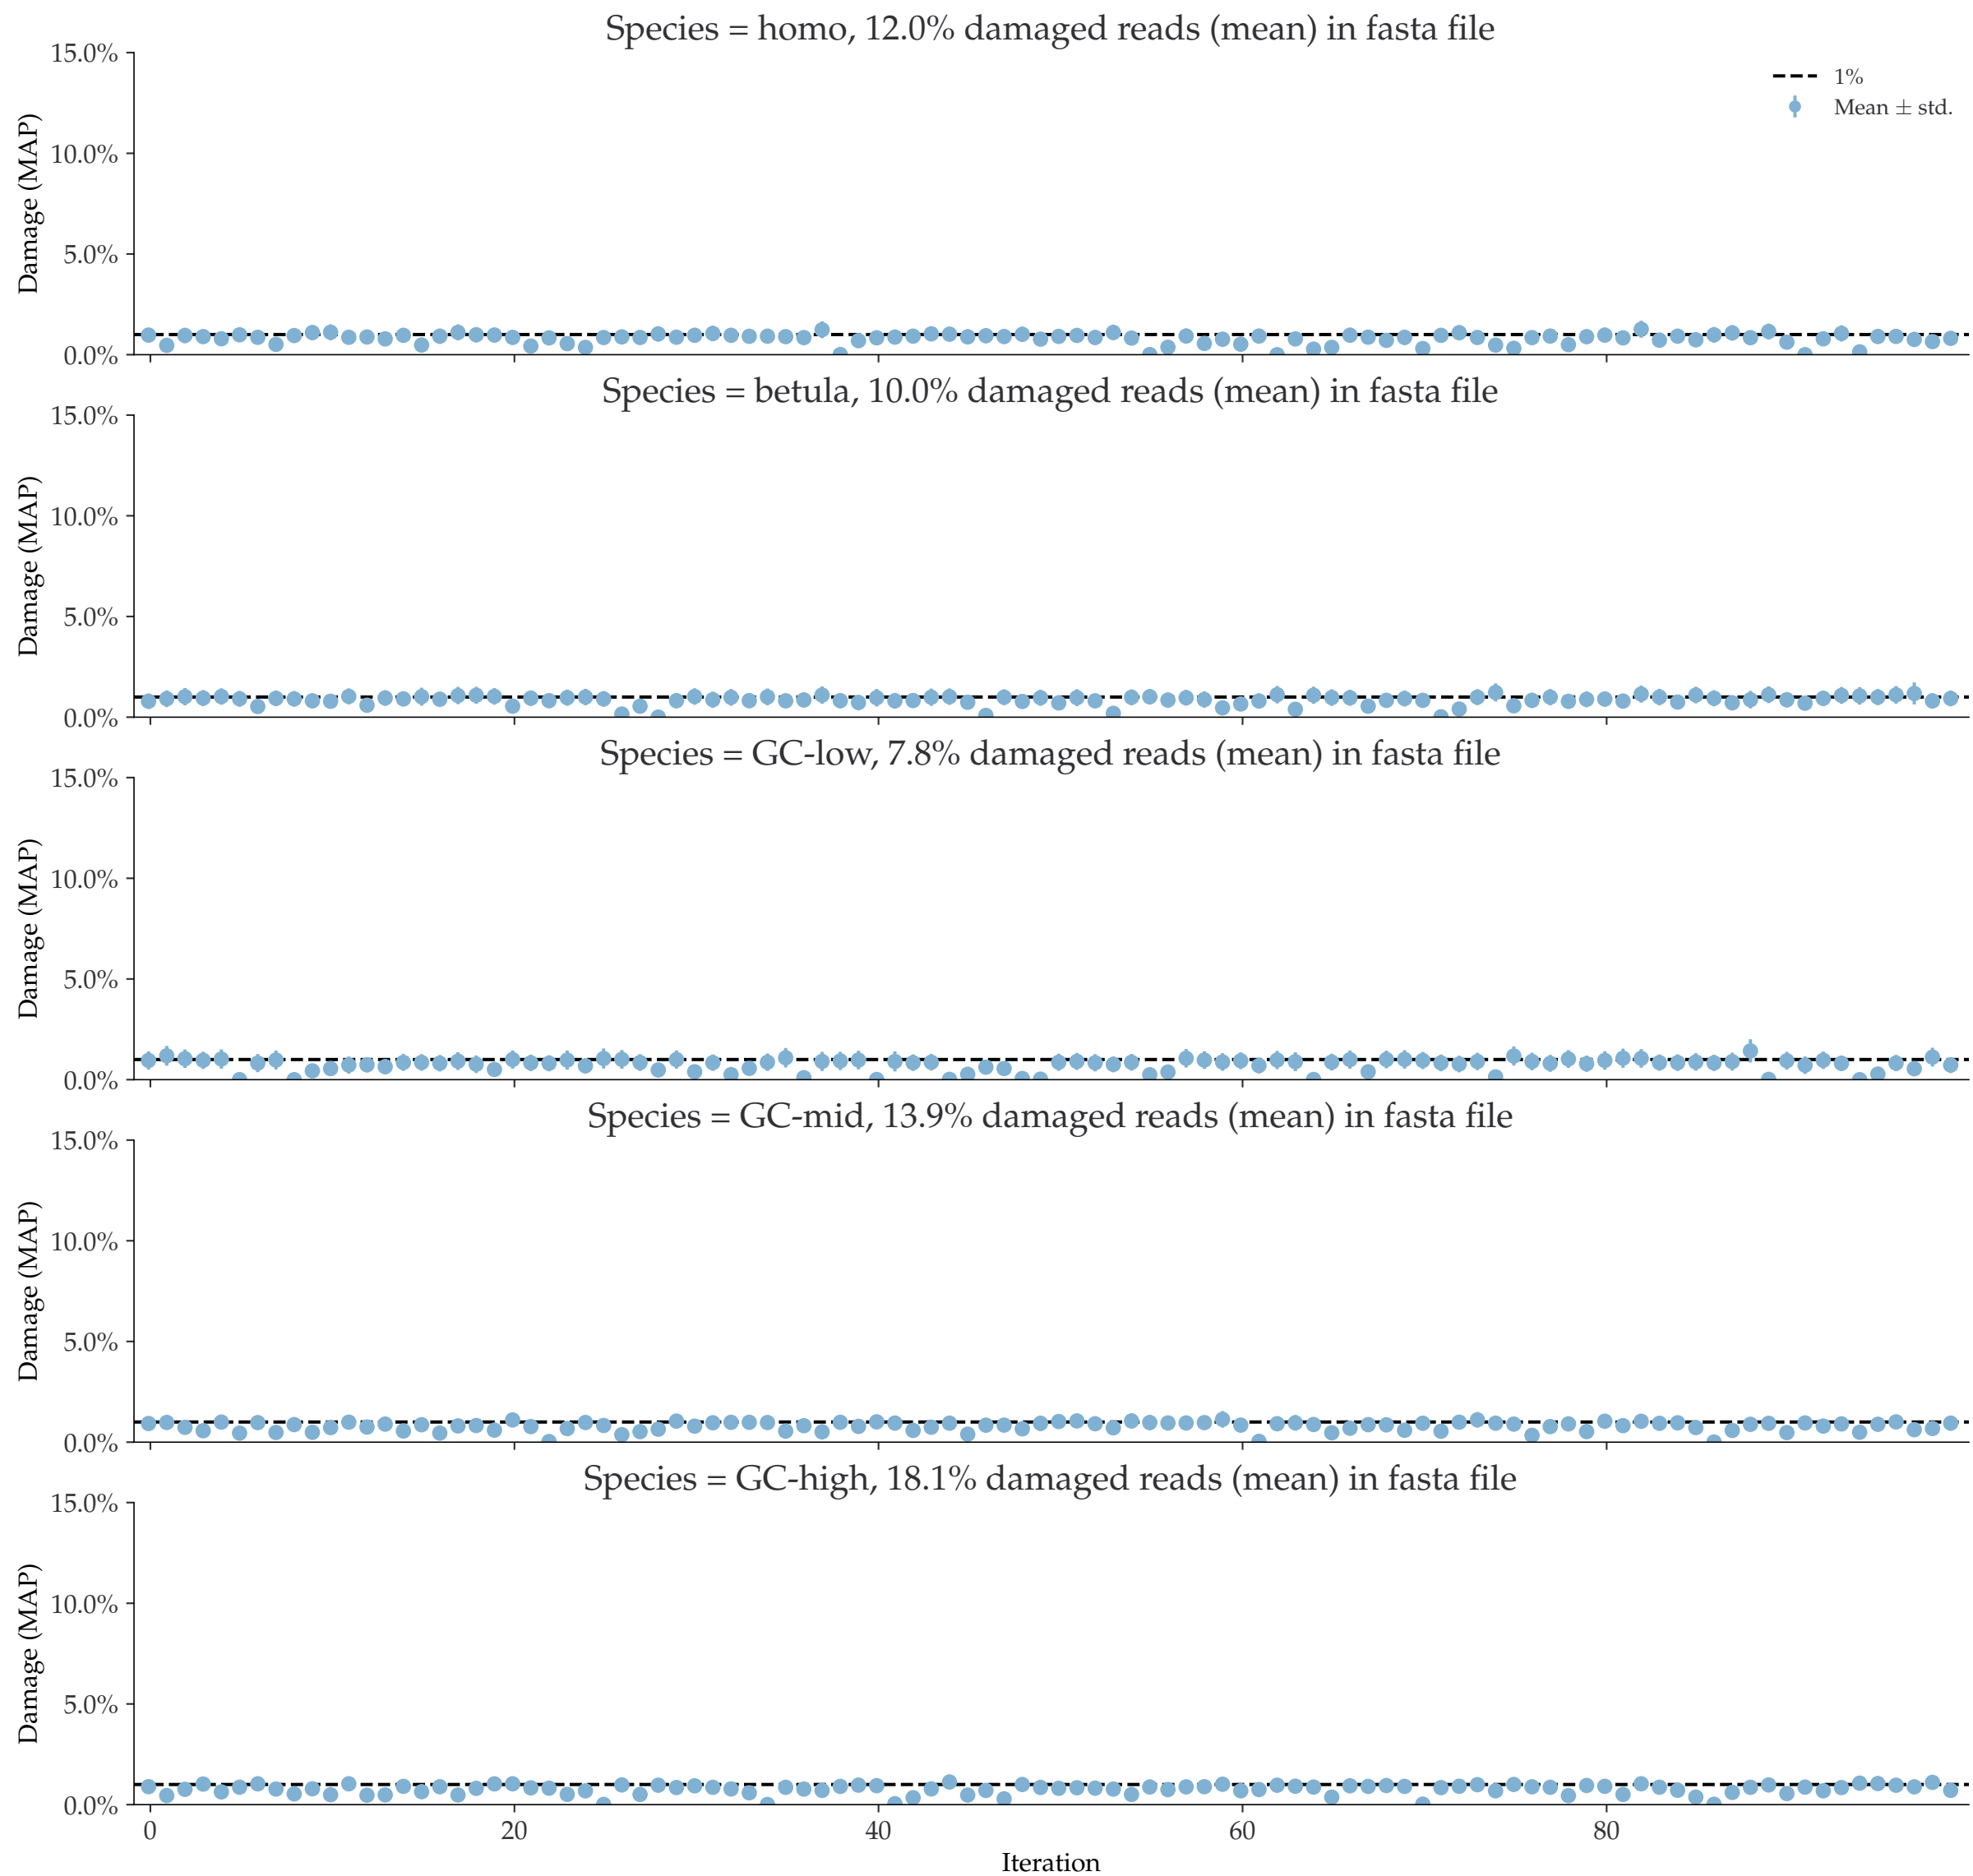 Species = homo, 12.0% damaged reads (mean) in fasta file
15.0%
10.0%
5.0%
0.0%
Damage (MAP)
1%
Mean ± std.
Species = betula, 10.0% damaged reads (mean) in fasta file
15.0%
10.0%
5.0%
0.0%
Damage (MAP)
Species = GC-low, 7.8% damaged reads (mean) in fasta file
15.0%
10.0%
5.0%
0.0%
Damage (MAP)
Species = GC-mid, 13.9% damaged reads (mean) in fasta file
15.0%
10.0%
5.0%
0.0%
Damage (MAP)
Species = GC-high, 18.1% damaged reads (mean) in fasta file
15.0%
10.0%
5.0%
0.0%
Damage (MAP)
0 20 40 60 80
Iteration